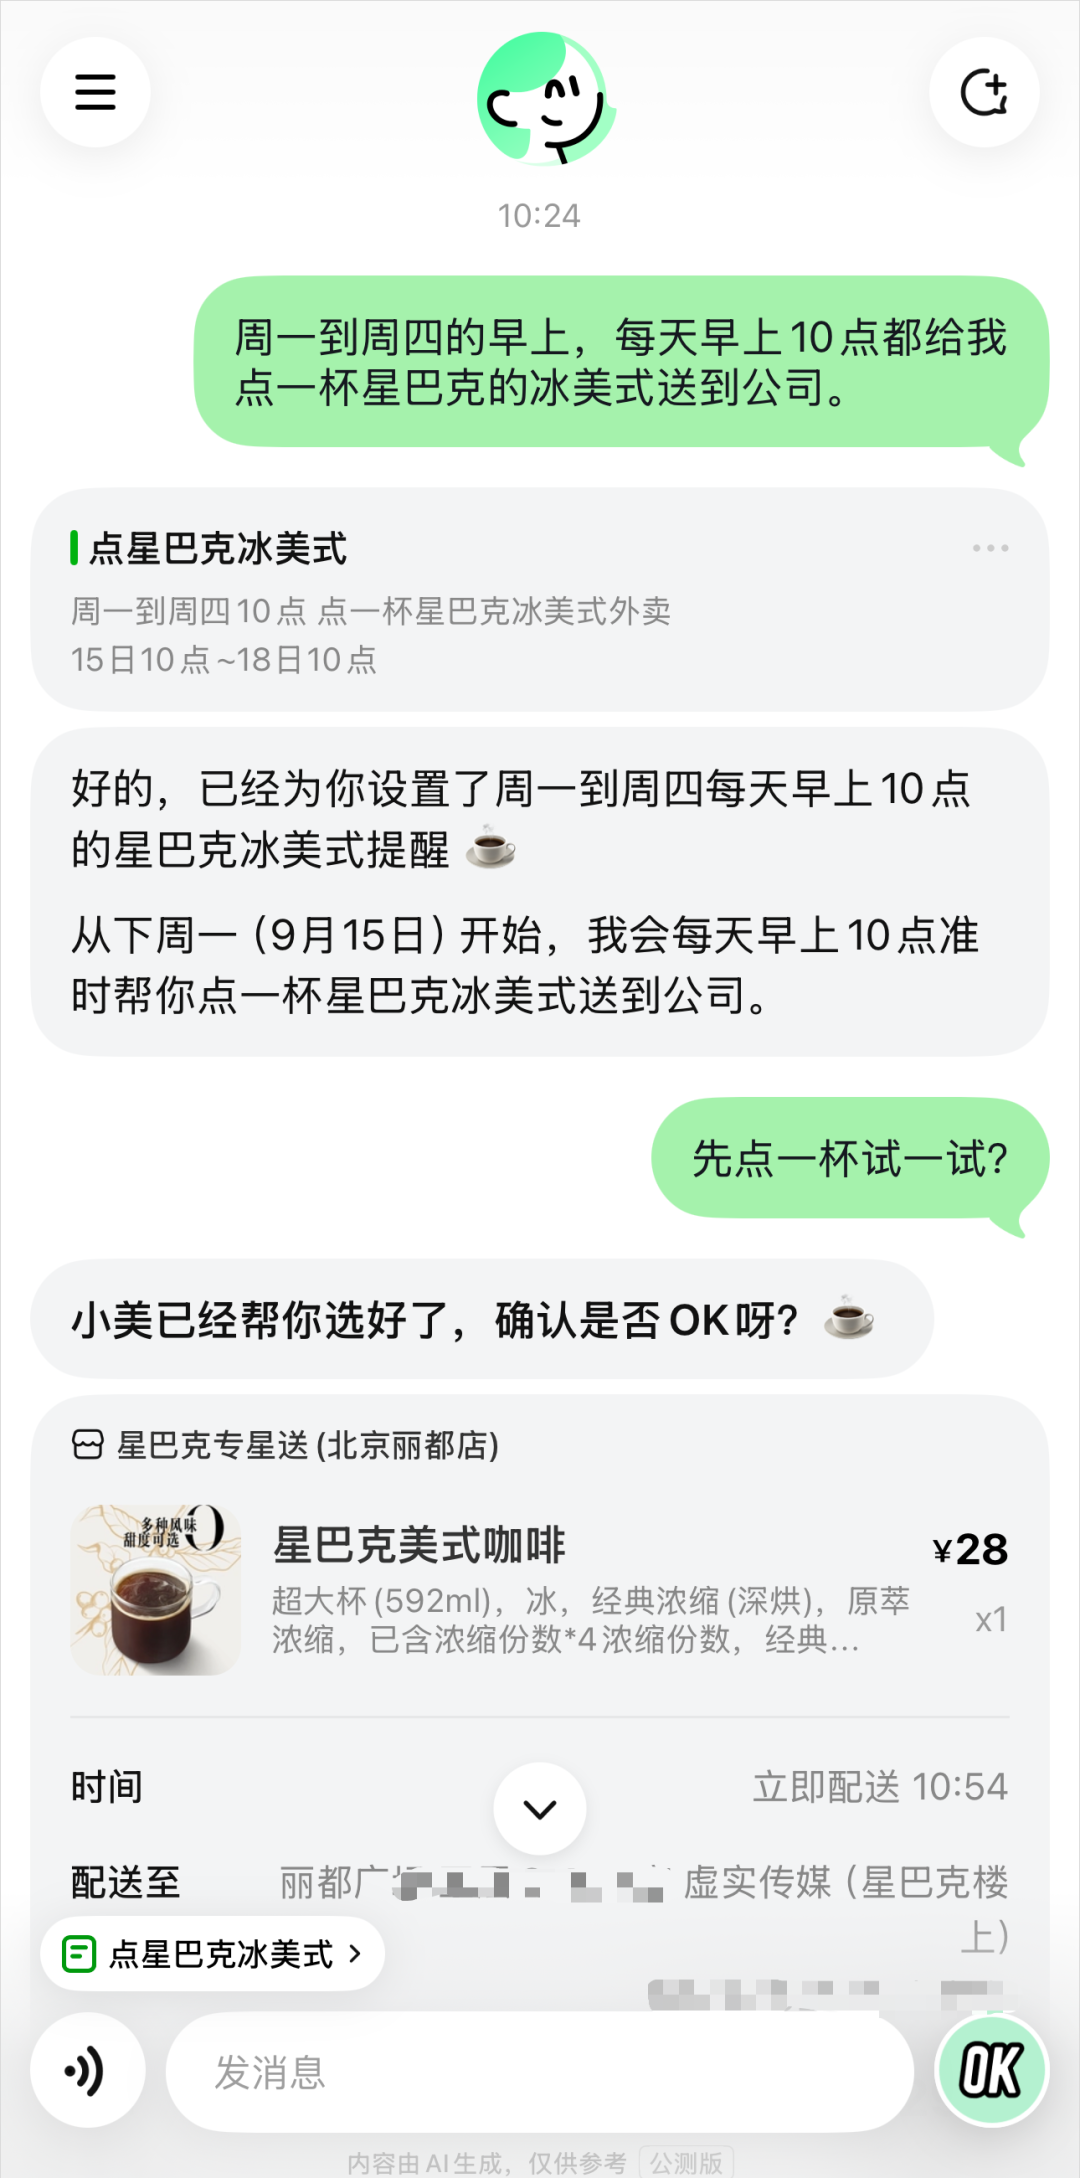 10:24
周一到周四的早上，每天早上10点都给我
点一杯星巴克的冰美式送到公司。
点星巴克冰美式
周一到周四10点 点一杯星巴克冰美式外卖
15日10点~18日10点
好的，已经为你设置了周一到周四每天早上10点
的星巴克冰美式提醒
从下周一（9月15日）开始，我会每天早上10点准
时帮你点一杯星巴克冰美式送到公司。
先点一杯试一试？
小美已经帮你选好了，确认是否OK呀？
星巴克专星送(北京丽都店)
多种风味
甜度可选
星巴克美式咖啡
¥28
超大杯(592ml)，冰，经典浓缩(深烘)，原萃
浓缩，已含浓缩份数*4浓缩份数，经典...
x1
时间
立即配送 10:54
配送至
丽都广 虚实传媒（星巴克楼
上）
点星巴克冰美式
发消息
OK
内容由AI生成，仅供参考 公测版